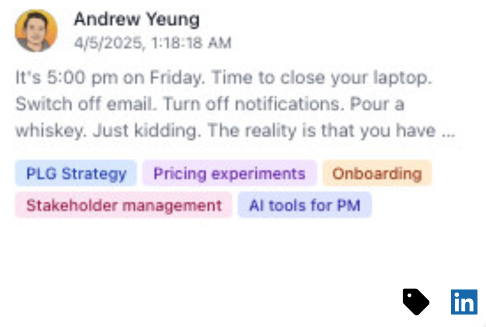 Andrew Yeung
4/5/2025, 1:18:18 AM
It's 5:00 pm on Friday. Time to close your laptop.
Switch off email. Turn off notifications. Pour a
whiskey. Just kidding. The reality is that you have ...
PLG Strategy Pricing experiments Onboarding
Stakeholder management AI tools for PM
in